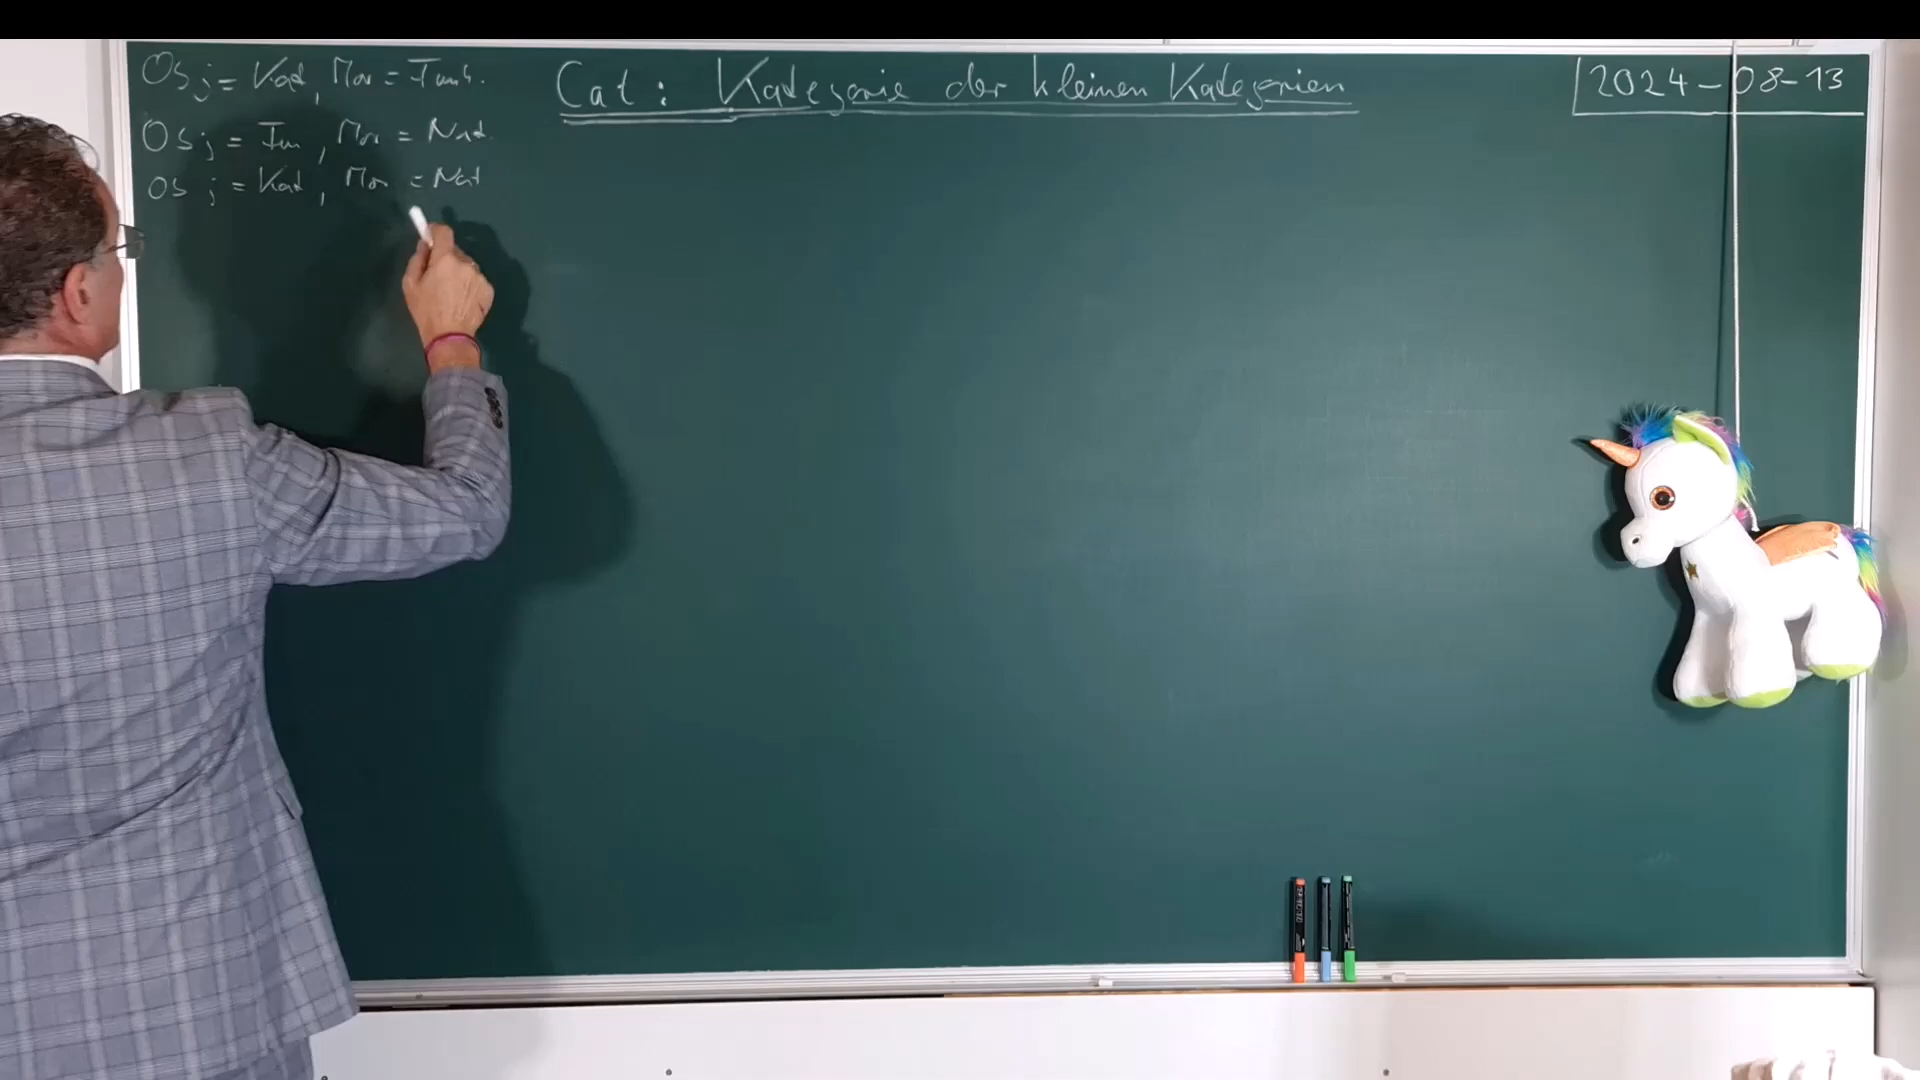 Obj = Kat, Mor = Funk.
Obj = Fun, Mor = Nat.
Obj = Kat, Mor = Nat
Cat: Kategorie der kleinen Kategorien
2024-08-13